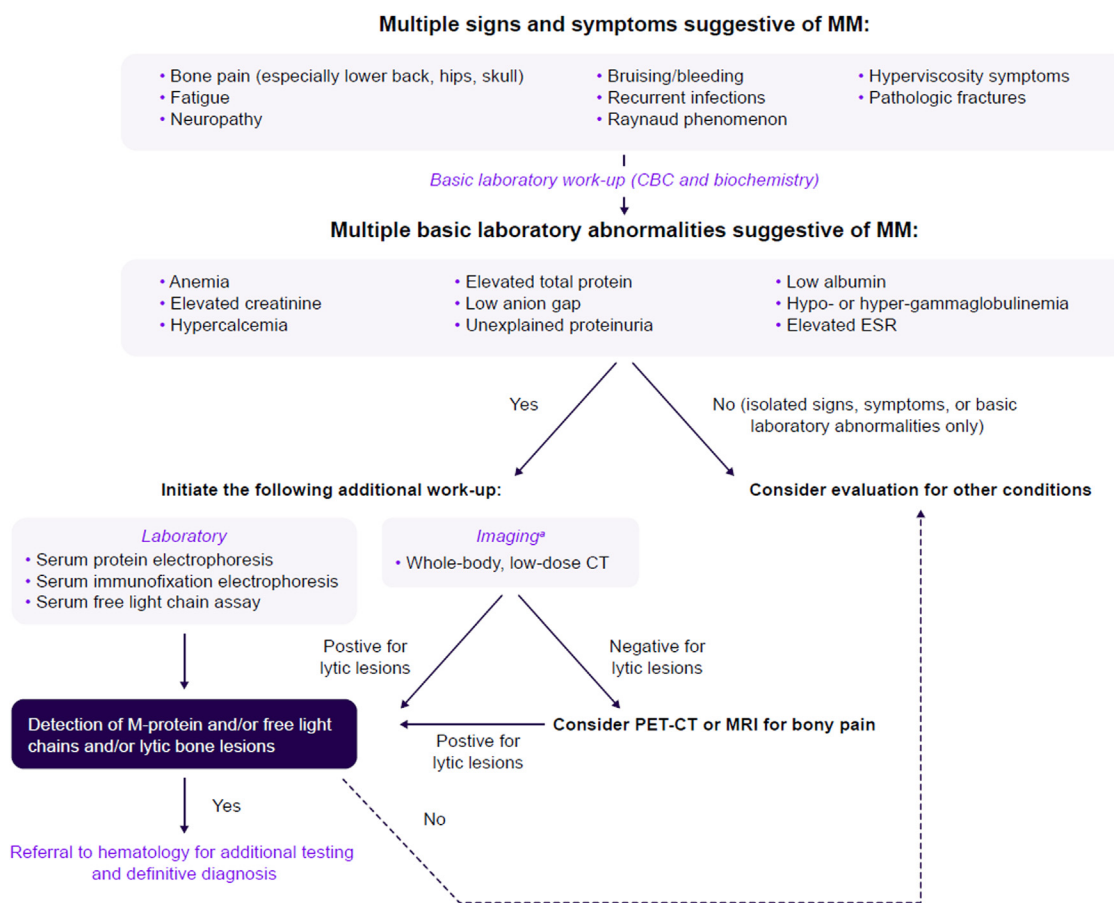 Multiple signs and symptoms suggestive of MM:
• Bone pain (especially lower back, hips, skull)
• Fatigue
• Neuropathy
• Bruising/bleeding
• Recurrent infections
• Raynaud phenomenon
• Hyperviscosity symptoms
• Pathologic fractures
Basic laboratory work-up (CBC and biochemistry)
Multiple basic laboratory abnormalities suggestive of MM:
• Anemia
• Elevated creatinine
• Hypercalcemia
• Elevated total protein
• Low anion gap
• Unexplained proteinuria
• Low albumin
• Hypo- or hyper-gammaglobulinemia
• Elevated ESR
Yes
No (isolated signs, symptoms, or basic
laboratory abnormalities only)
Initiate the following additional work-up:
Consider evaluation for other conditions
Laboratory
• Serum protein electrophoresis
• Serum immunofixation electrophoresis
• Serum free light chain assay
Imagingª
• Whole-body, low-dose CT
Postive for
lytic lesions
Negative for
lytic lesions
Detection of M-protein and/or free light
chains and/or lytic bone lesions
Consider PET-CT or MRI for bony pain
Postive for
lytic lesions
Yes
No
Referral to hematology for additional testing
and definitive diagnosis